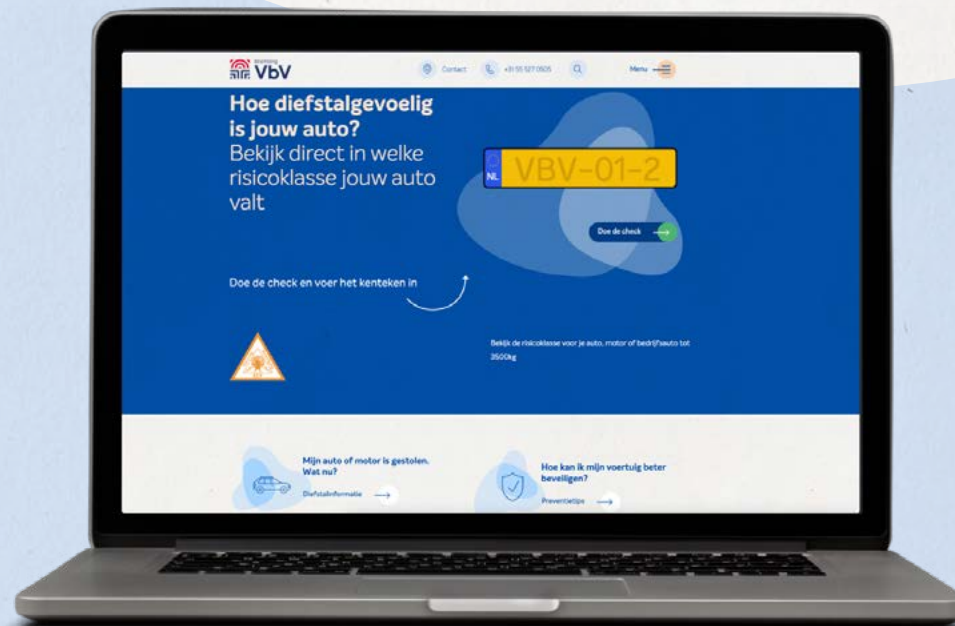 stichting
VbV
Contact
+31 55 527 0505
Menu
Hoe diefstalgevoelig
is jouw auto?
Bekijk direct in welke
risicoklasse jouw auto
valt
NL
VBV-01-2
Doe de check
Doe de check en voer het kenteken in
Bekijk de risicoklasse voor je auto, motor of bedrijfsauto tot
3500kg
Mijn auto of motor is gestolen.
Wat nu?
Diefstalinformatie
Hoe kan ik mijn voertuig beter
beveiligen?
Preventietips